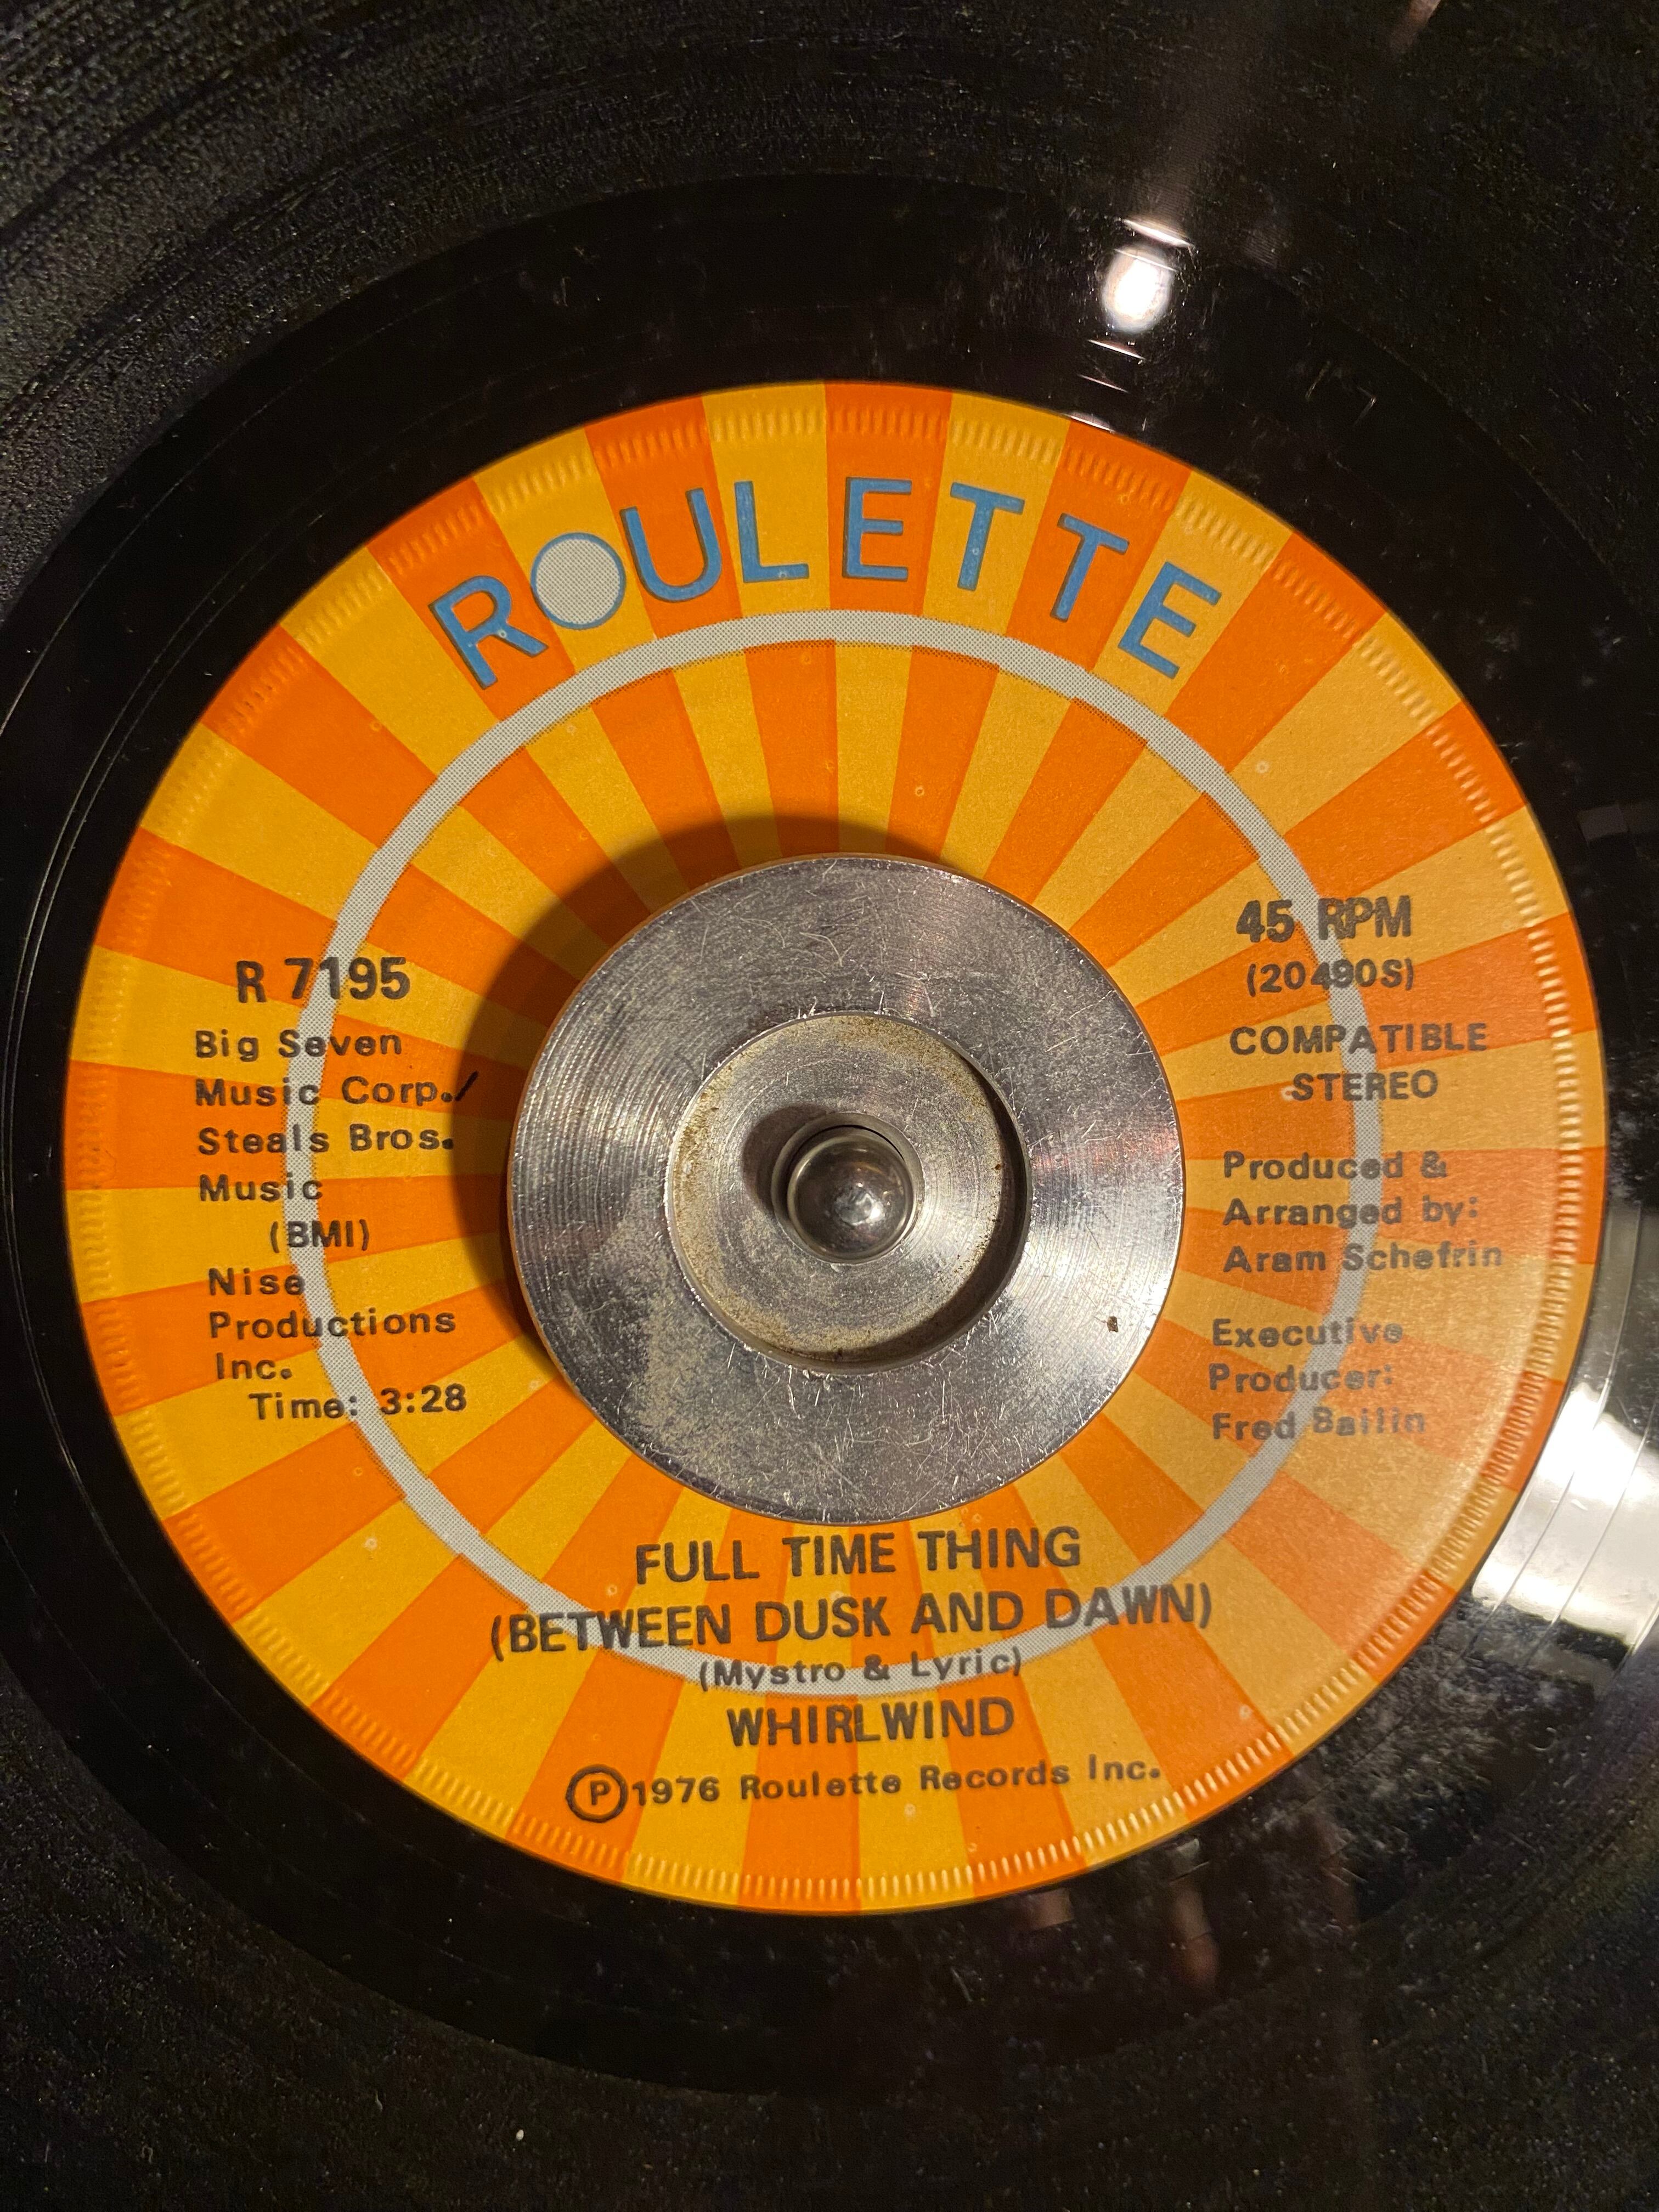 ROULETTE
R 7195
Big Seven
Music Corp./
Steals Bros.
Music
(BMI)
Nise
Productions
Inc.
Time: 3:28
45 RPM
(20490S)
COMPATIBLE
STEREO
Produced &
Arranged by:
Aram Schefrin
Executive
Producer:
Fred Bailin
FULL TIME THING
(BETWEEN DUSK AND DAWN)
(Mystro & Lyric)
WHIRLWIND
Ⓟ1976 Roulette Records Inc.